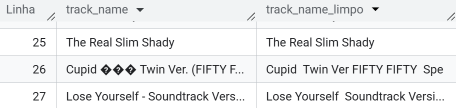 Linha track_name track_name_limpo
25 The Real Slim Shady The Real Slim Shady
26 Cupid ��� Twin Ver. (FIFTY F... Cupid  Twin Ver FIFTY FIFTY  Spe
27 Lose Yourself - Soundtrack Versi... Lose Yourself  Soundtrack Version